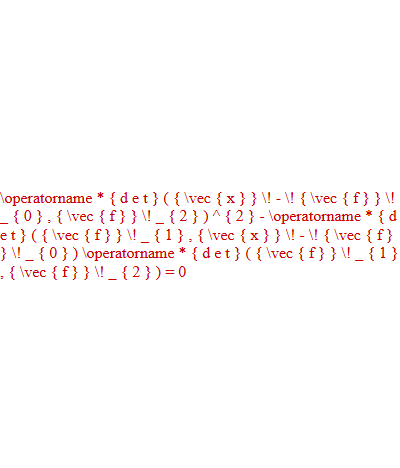 \operatorname * { d e t } ( { \vec { x } } \! - \! { \vec { f } } \!
_ { 0 } , { \vec { f } } \! _ { 2 } ) ^ { 2 } - \operatorname * { d
e t } ( { \vec { f } } \! _ { 1 } , { \vec { x } } \! - \! { \vec { f }
} \! _ { 0 } ) \operatorname * { d e t } ( { \vec { f } } \! _ { 1 }
, { \vec { f } } \! _ { 2 } ) = 0